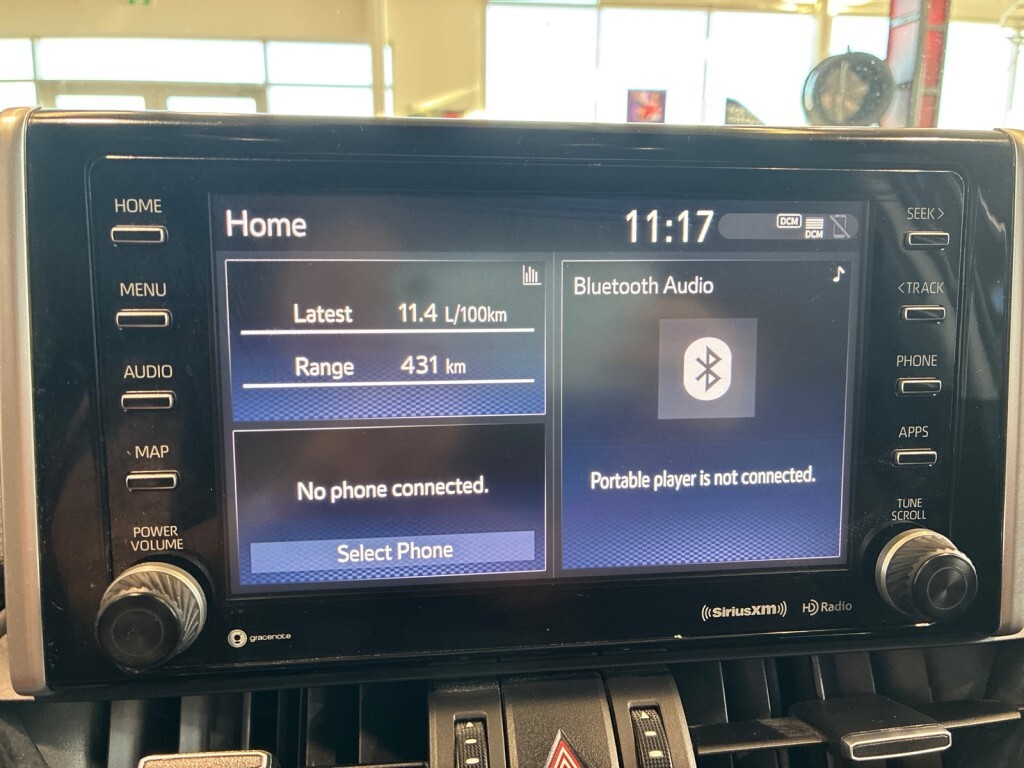 HOME
MENU
AUDIO
MAP
POWER
VOLUME
Home
11:17
DCM
DCM
Latest 11.4 L/100km
Range 431 km
No phone connected.
Select Phone
Bluetooth Audio
Portable player is not connected.
SEEK >
< TRACK
PHONE
APPS
TUNE
SCROLL
gracenote
((SiriusXM))
HD Radio